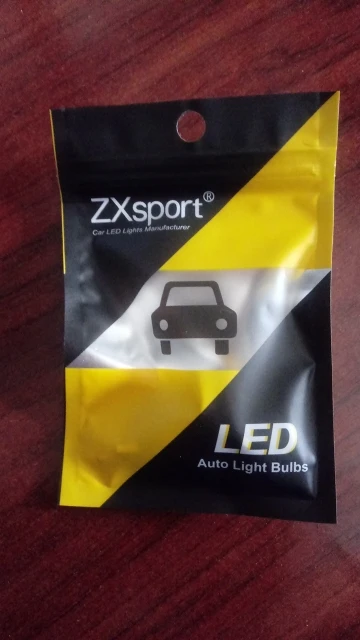 ZXsport®
Car LED Lights Manufacturer
LED
Auto Light Bulbs